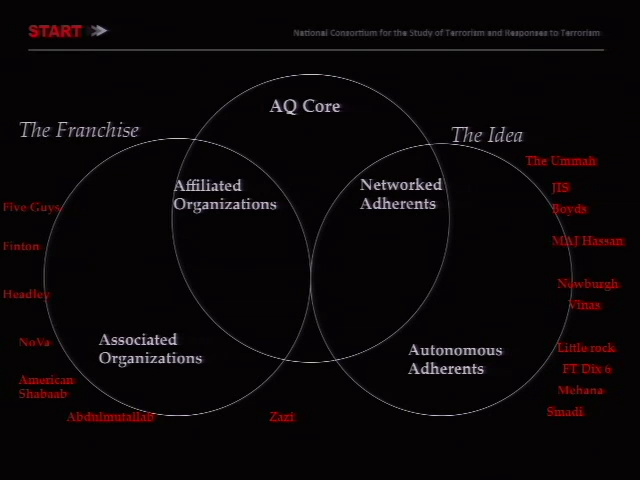 START
National Consortium for the Study of Terrorism and Responses to Terrorism
AQ Core
The Franchise
The Idea
The Ummah
Affiliated
Organizations
Networked
Adherents
JIS
Five Guys
Boyds
Finton
MAJ Hassan
Headley
Newburgh
Vinas
NoVa
Associated
Organizations
Autonomous
Adherents
Little rock
FT Dix 6
American
Shabaab
Mehana
Abdulmutallab
Zazi
Smadi